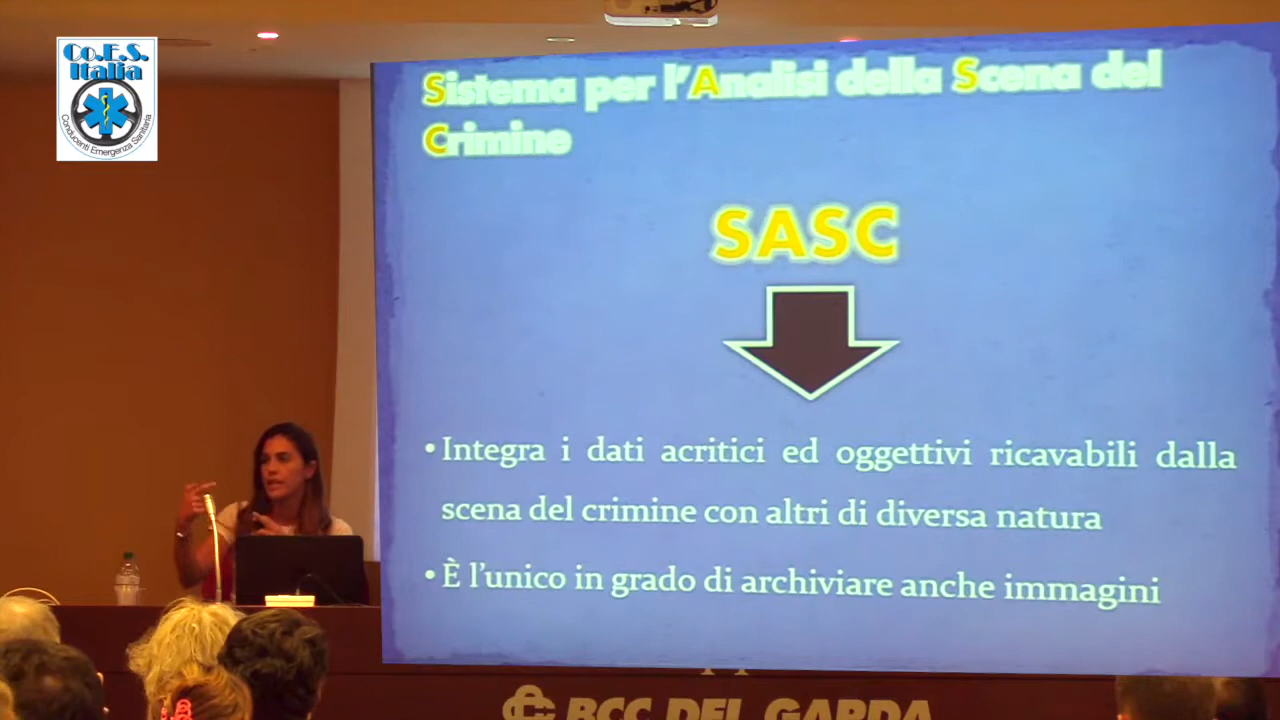 Co.E.S.
Italia
Conducenti Emergenza Sanitaria
Sistema per l'Analisi della Scena del
Crimine
SASC
• Integra i dati acritici ed oggettivi ricavabili dalla
scena del crimine con altri di diversa natura
• È l'unico in grado di archiviare anche immagini
BCC DEL GARDA